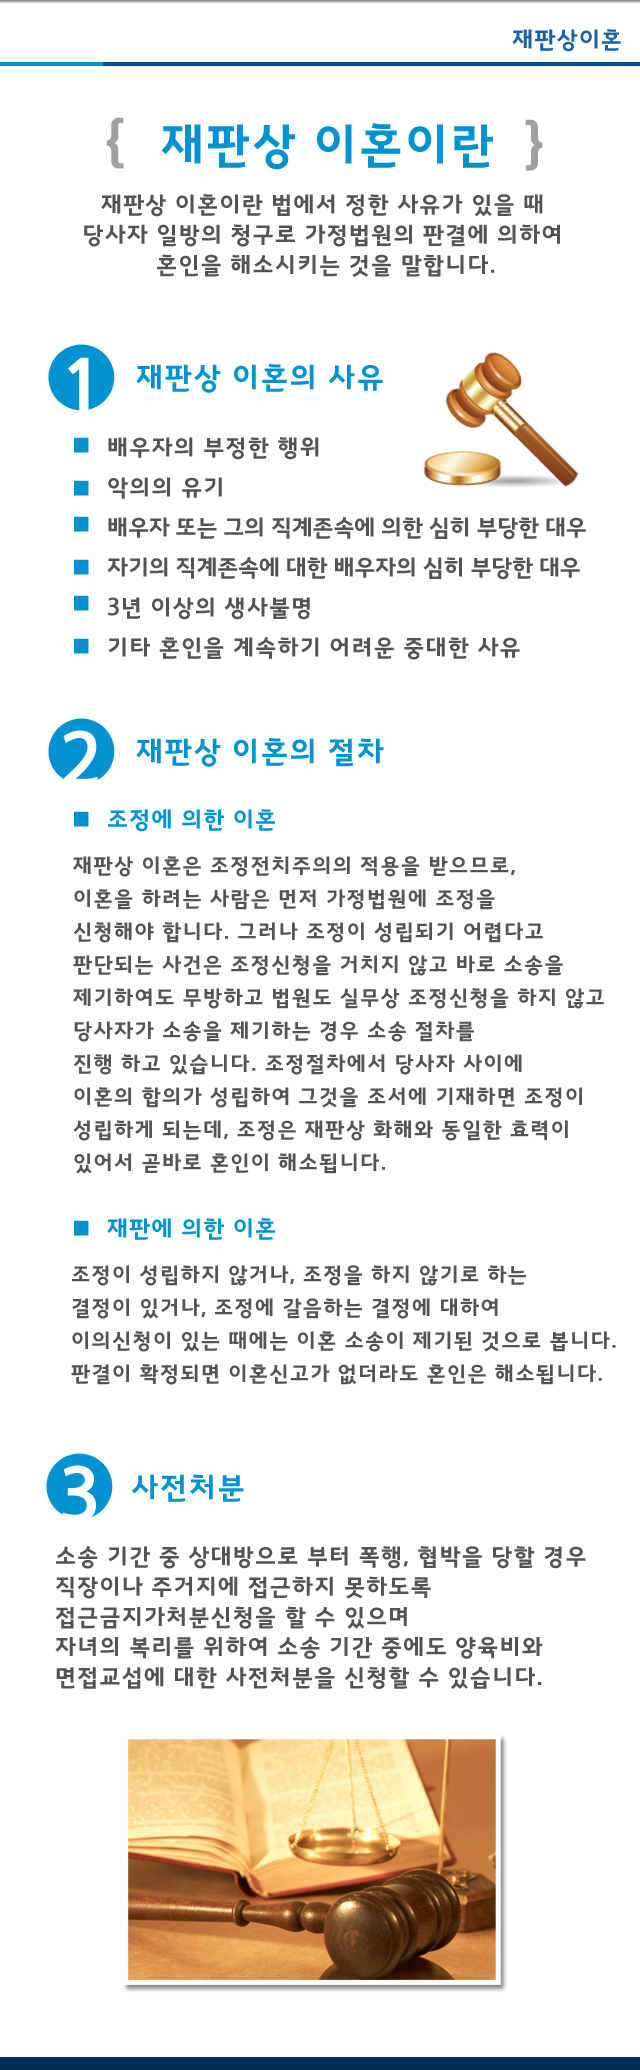 재판상이혼
{ 재판상 이혼이란 }
재판상 이혼이란 법에서 정한 사유가 있을 때
당사자 일방의 청구로 가정법원의 판결에 의하여
혼인을 해소시키는 것을 말합니다.
1 재판상 이혼의 사유
■ 배우자의 부정한 행위
■ 악의의 유기
■ 배우자 또는 그의 직계존속에 의한 심히 부당한 대우
■ 자기의 직계존속에 대한 배우자의 심히 부당한 대우
■ 3년 이상의 생사불명
■ 기타 혼인을 계속하기 어려운 중대한 사유
2 재판상 이혼의 절차
■ 조정에 의한 이혼
재판상 이혼은 조정전치주의의 적용을 받으므로,
이혼을 하려는 사람은 먼저 가정법원에 조정을
신청해야 합니다. 그러나 조정이 성립되기 어렵다고
판단되는 사건은 조정신청을 거치지 않고 바로 소송을
제기하여도 무방하고 법원도 실무상 조정신청을 하지 않고
당사자가 소송을 제기하는 경우 소송 절차를
진행 하고 있습니다. 조정절차에서 당사자 사이에
이혼의 합의가 성립하여 그것을 조서에 기재하면 조정이
성립하게 되는데, 조정은 재판상 화해와 동일한 효력이
있어서 곧바로 혼인이 해소됩니다.
■ 재판에 의한 이혼
조정이 성립하지 않거나, 조정을 하지 않기로 하는
결정이 있거나, 조정에 갈음하는 결정에 대하여
이의신청이 있는 때에는 이혼 소송이 제기된 것으로 봅니다.
판결이 확정되면 이혼신고가 없더라도 혼인은 해소됩니다.
3 사전처분
소송 기간 중 상대방으로 부터 폭행, 협박을 당할 경우
직장이나 주거지에 접근하지 못하도록
접근금지가처분신청을 할 수 있으며
자녀의 복리를 위하여 소송 기간 중에도 양육비와
면접교섭에 대한 사전처분을 신청할 수 있습니다.